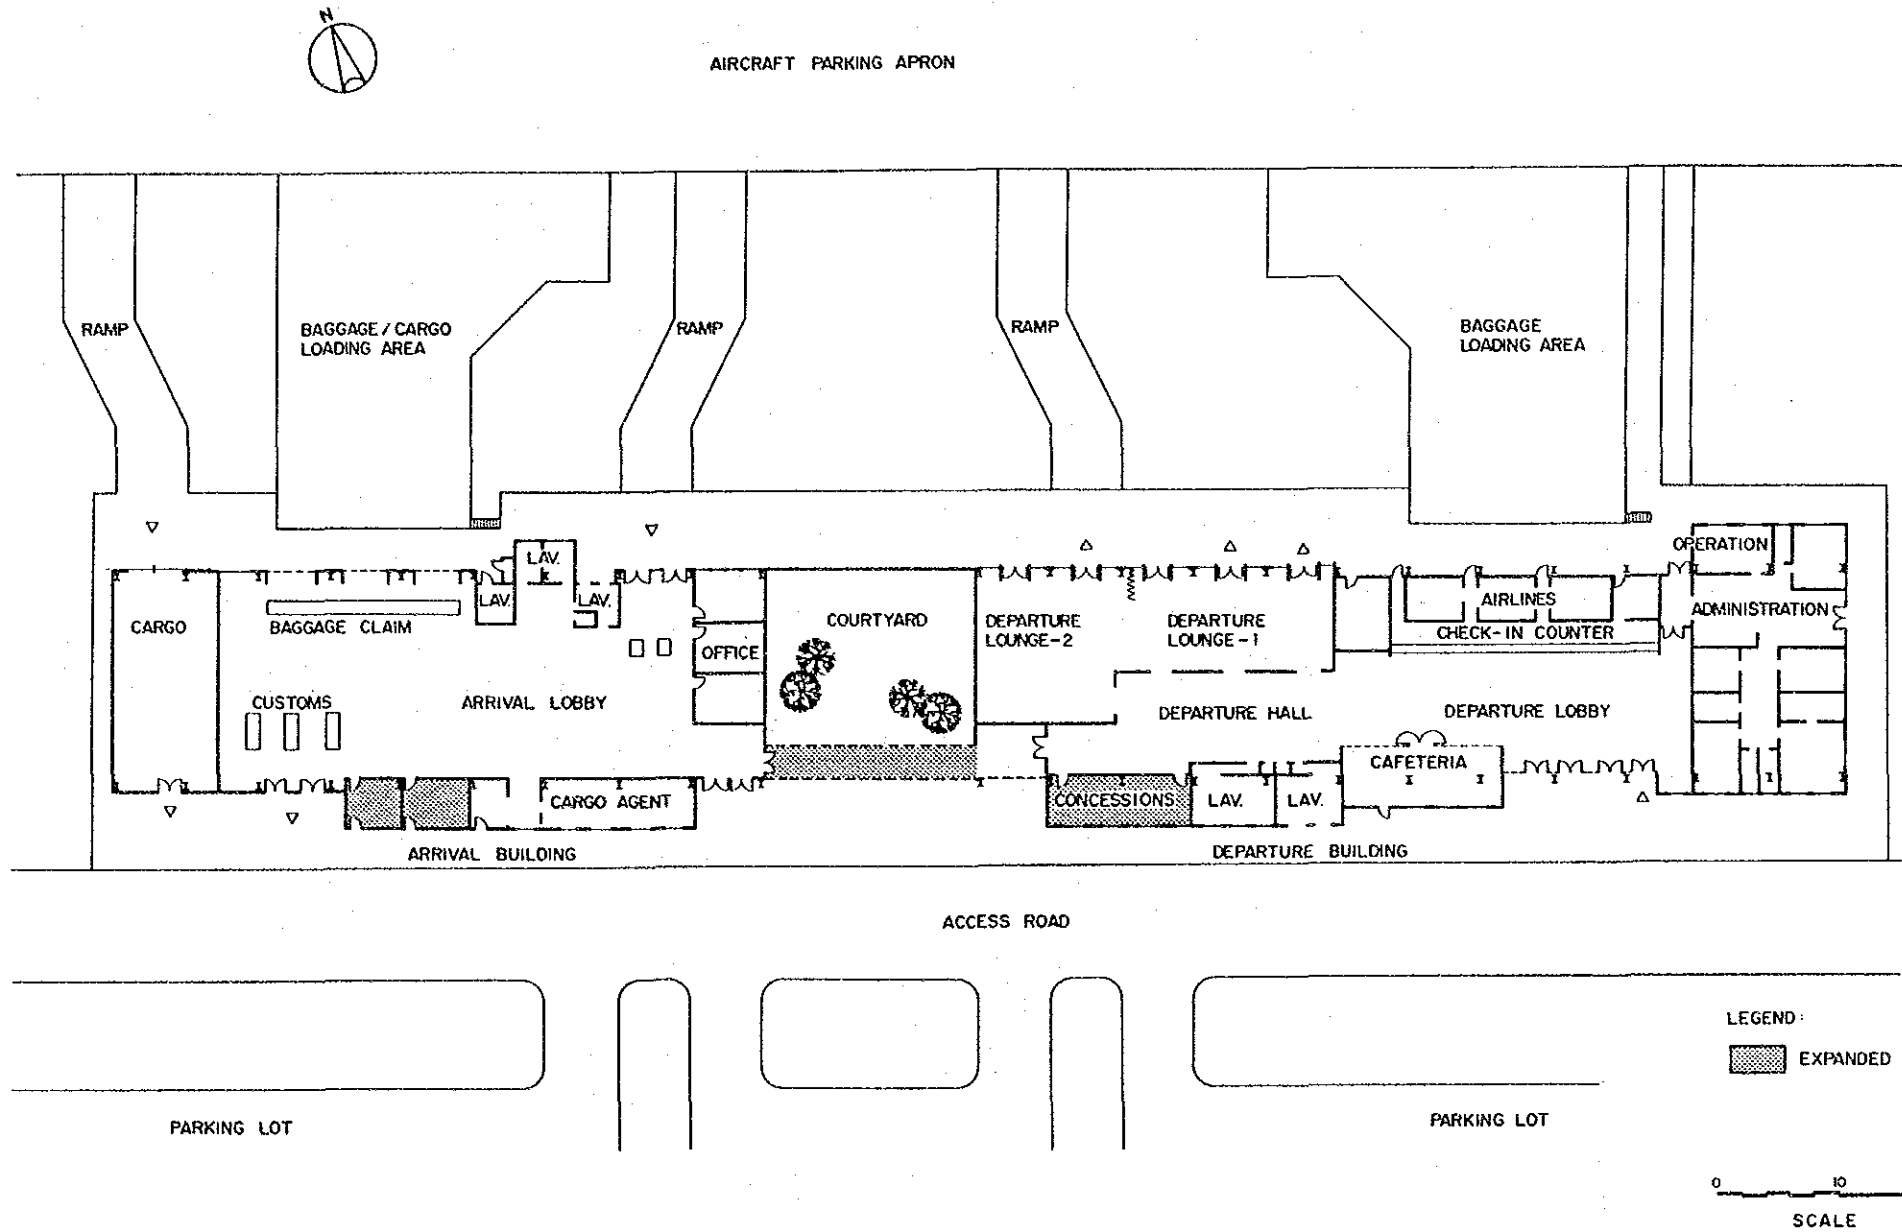 N
AIRCRAFT PARKING APRON
RAMP
BAGGAGE / CARGO
LOADING AREA
RAMP
RAMP
BAGGAGE
LOADING AREA
LAV.
OPERATION
LAV.
LAV.
CARGO
BAGGAGE CLAIM
OFFICE
COURTYARD
DEPARTURE
LOUNGE-2
DEPARTURE
LOUNGE-1
AIRLINES
CHECK-IN COUNTER
ADMINISTRATION
CUSTOMS
ARRIVAL LOBBY
DEPARTURE HALL
DEPARTURE LOBBY
CAFETERIA
CARGO AGENT
CONCESSIONS
LAV.
LAV.
ARRIVAL BUILDING
DEPARTURE BUILDING
ACCESS ROAD
LEGEND:
EXPANDED
PARKING LOT
PARKING LOT
0 10
SCALE